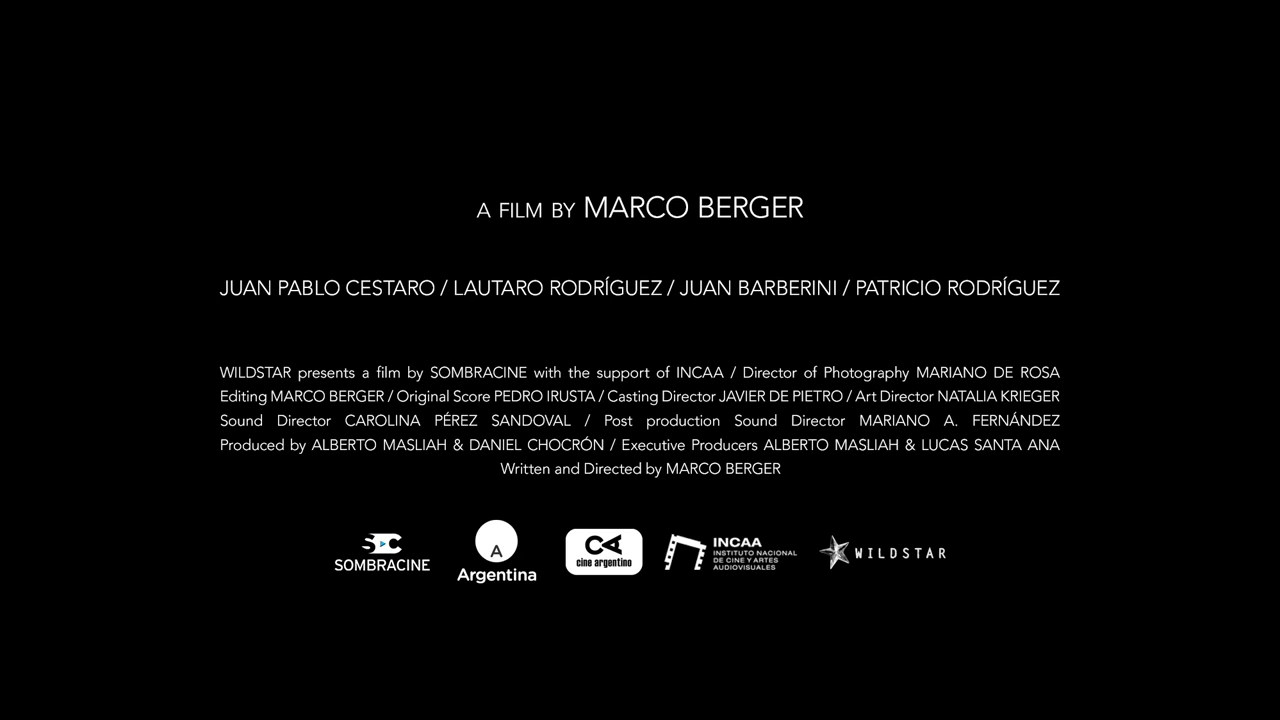 A FILM BY MARCO BERGER
JUAN PABLO CESTARO / LAUTARO RODRÍGUEZ / JUAN BARBERINI / PATRICIO RODRÍGUEZ
WILDSTAR presents a film by SOMBRACINE with the support of INCAA / Director of Photography MARIANO DE ROSA
Editing MARCO BERGER / Original Score PEDRO IRUSTA / Casting Director JAVIER DE PIETRO / Art Director NATALIA KRIEGER
Sound Director CAROLINA PÉREZ SANDOVAL / Post production Sound Director MARIANO A. FERNÁNDEZ
Produced by ALBERTO MASLIAH & DANIEL CHOCRÓN / Executive Producers ALBERTO MASLIAH & LUCAS SANTA ANA
Written and Directed by MARCO BERGER
SC
SOMBRACINE
A
Argentina
CA
cine argentino
INCAA
INSTITUTO NACIONAL
DE CINE Y ARTES
AUDIOVISUALES
WILDSTAR